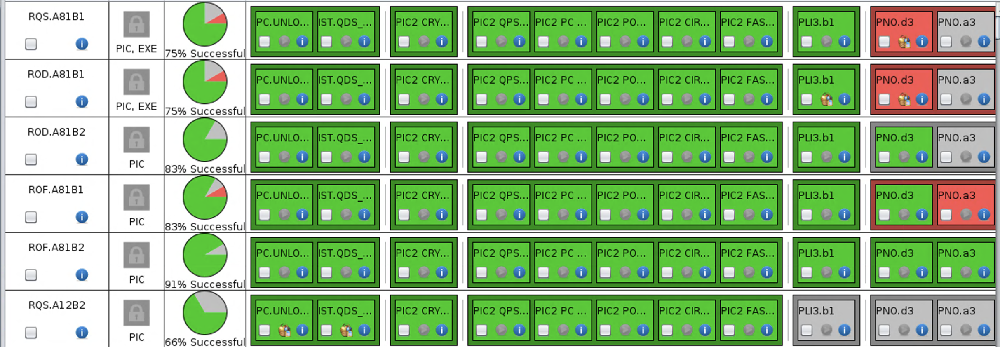 RQS.A81B1
PIC, EXE
75% Successful
PC.UNLO... IST.QDS_... PIC2 CRY... PIC2 QPS... PIC2 PC ... PIC2 PO... PIC2 CIR... PIC2 FAS... PLI3.b1 PNO.d3 PNO.a3
ROD.A81B1
PIC, EXE
75% Successful
PC.UNLO... IST.QDS_... PIC2 CRY... PIC2 QPS... PIC2 PC ... PIC2 PO... PIC2 CIR... PIC2 FAS... PLI3.b1 PNO.d3 PNO.a3
ROD.A81B2
PIC
83% Successful
PC.UNLO... IST.QDS_... PIC2 CRY... PIC2 QPS... PIC2 PC ... PIC2 PO... PIC2 CIR... PIC2 FAS... PLI3.b1 PNO.d3 PNO.a3
ROF.A81B1
PIC
83% Successful
PC.UNLO... IST.QDS_... PIC2 CRY... PIC2 QPS... PIC2 PC ... PIC2 PO... PIC2 CIR... PIC2 FAS... PLI3.b1 PNO.d3 PNO.a3
ROF.A81B2
PIC
91% Successful
PC.UNLO... IST.QDS_... PIC2 CRY... PIC2 QPS... PIC2 PC ... PIC2 PO... PIC2 CIR... PIC2 FAS... PLI3.b1 PNO.d3 PNO.a3
RQS.A12B2
PIC
66% Successful
PC.UNLO... IST.QDS_... PIC2 CRY... PIC2 QPS... PIC2 PC ... PIC2 PO... PIC2 CIR... PIC2 FAS... PLI3.b1 PNO.d3 PNO.a3